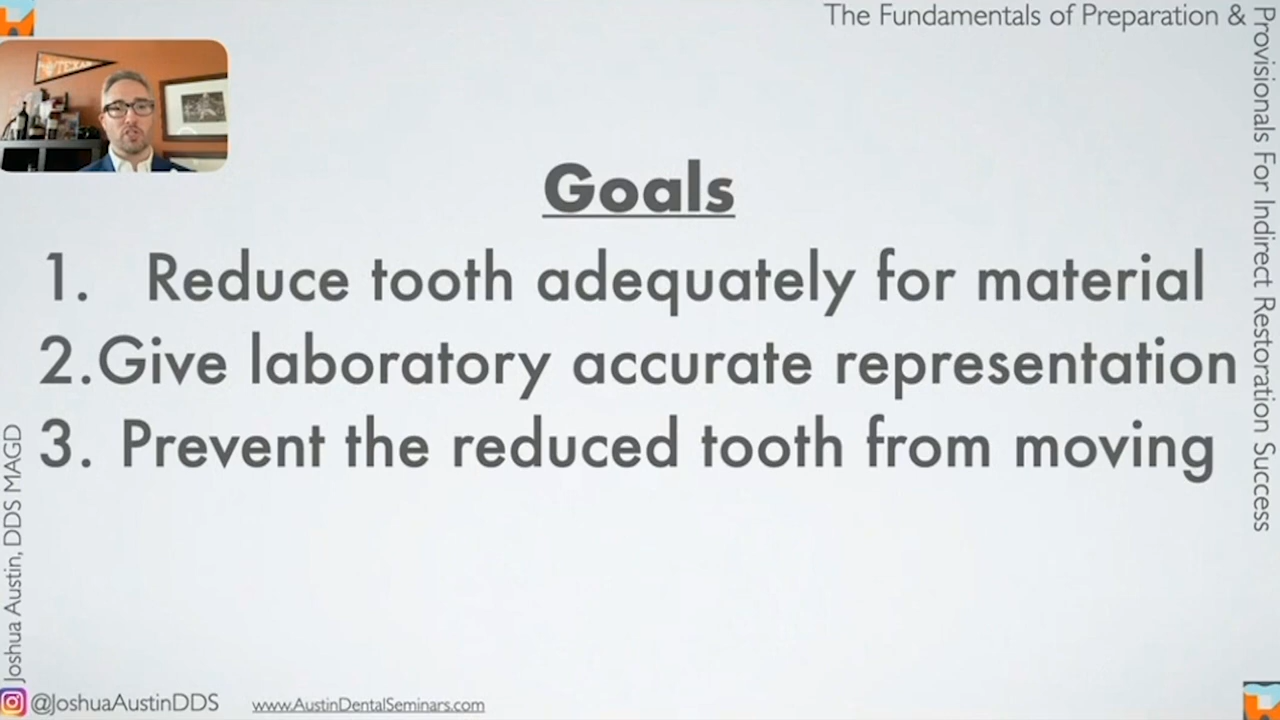 The Fundamentals of Preparation &
Provisionals For Indirect Restoration Success
TEXAS
Goals
1. Reduce tooth adequately for material
2.Give laboratory accurate representation
3. Prevent the reduced tooth from moving
Joshua Austin, DDS MAGD
@JoshuaAustinDDS
www.AustinDentalSeminars.com